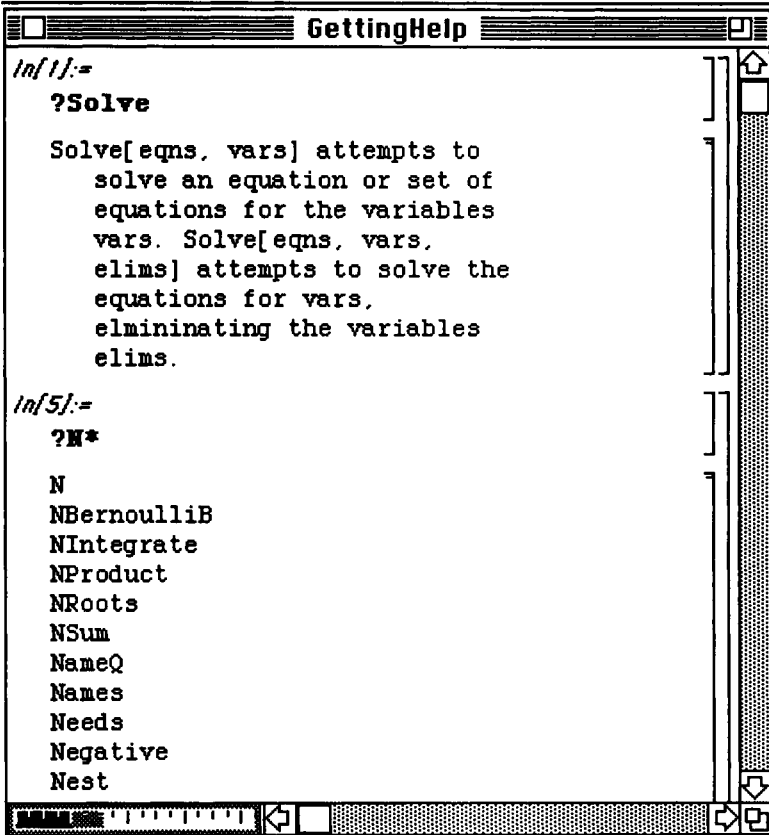 GettingHelp
In[1]:=
?Solve
Solve[eqns, vars] attempts to
solve an equation or set of
equations for the variables
vars. Solve[eqns, vars,
elims] attempts to solve the
equations for vars,
elmininating the variables
elims.
In[5]:=
?N*
N
NBernoulliB
NIntegrate
NProduct
NRoots
NSum
NameQ
Names
Needs
Negative
Nest